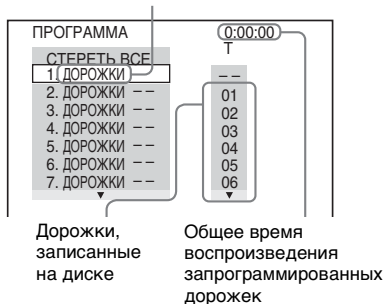 ПРОГРАММА 0:00:00
T
СТЕРЕТЬ ВСЕ
1. ДОРОЖКИ – –
2. ДОРОЖКИ – – 01
3. ДОРОЖКИ – – 02
4. ДОРОЖКИ – – 03
5. ДОРОЖКИ – – 04
6. ДОРОЖКИ – – 05
7. ДОРОЖКИ – – 06
Дорожки,
записанные
на диске
Общее время
воспроизведения
запрограммированных
дорожек